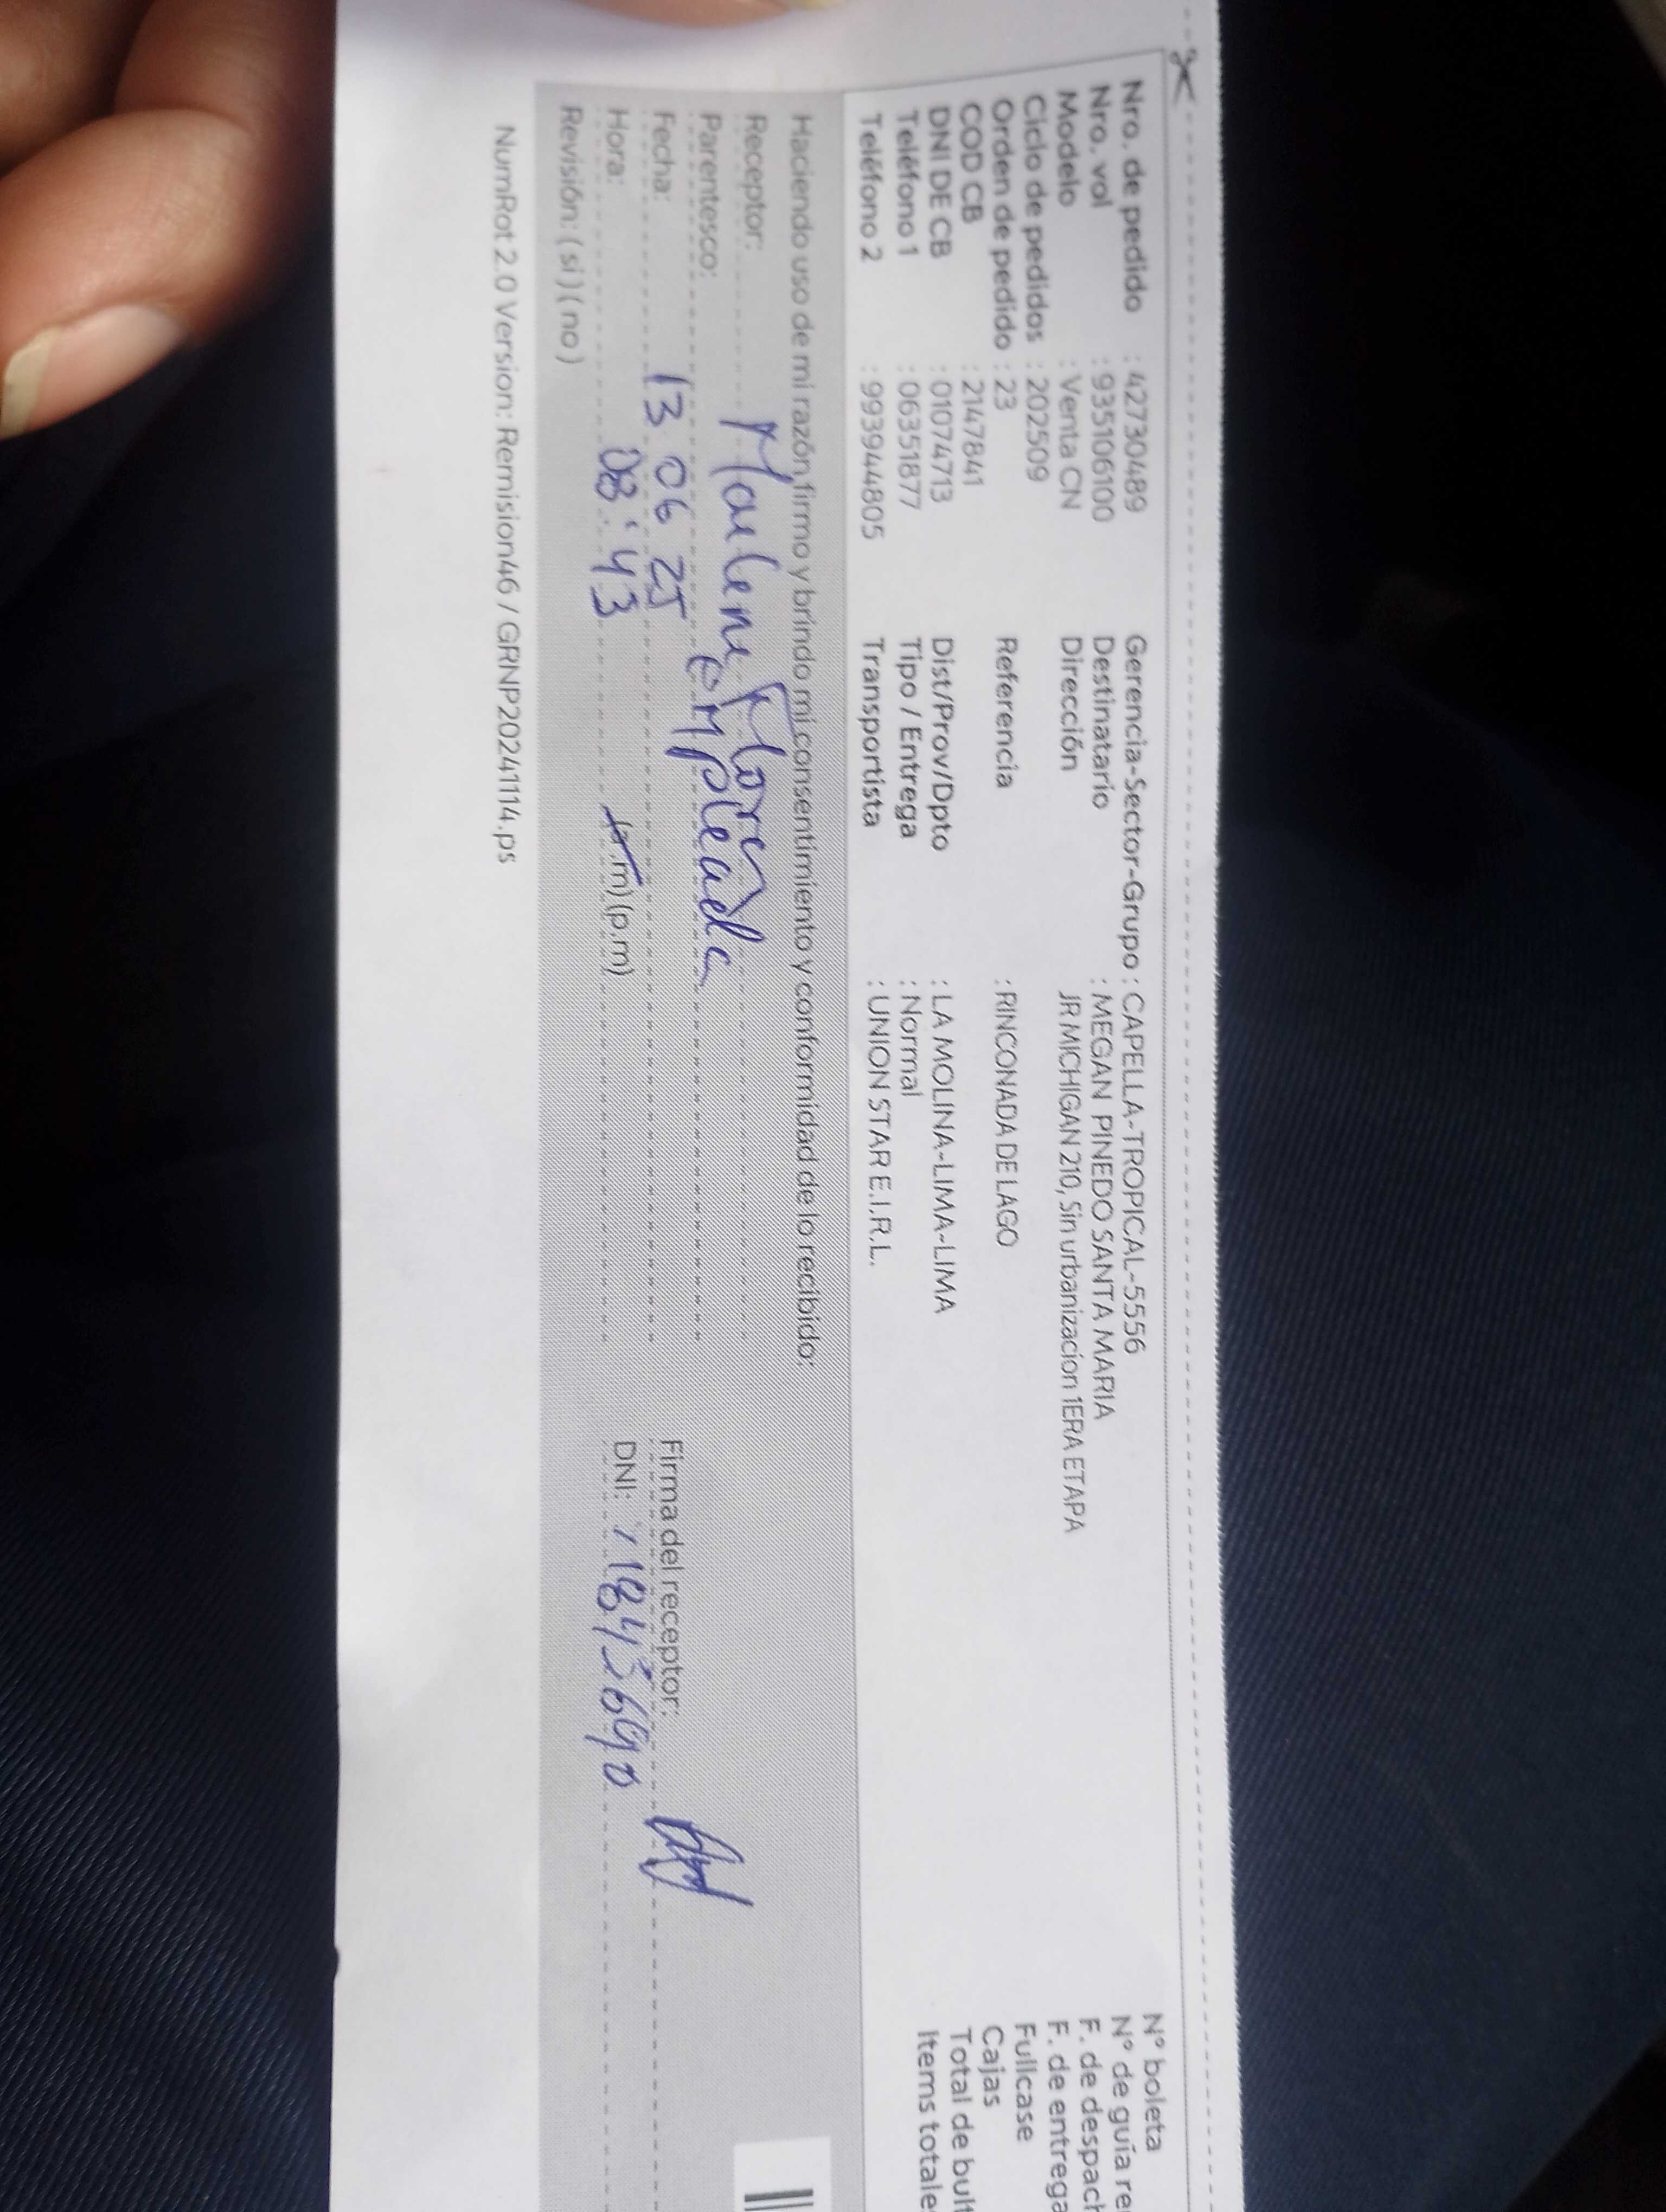 Nro. de pedido : 42730489
Nro. vol : 935106100
Modelo : Venta CN
Ciclo de pedidos : 202509
Orden de pedido : 23
COD CB : 2147841
DNI DE CB : 01074713
Teléfono 1 : 06351877
Teléfono 2 : 993944805
Gerencia-Sector-Grupo : CAPELLA-TROPICAL-5556
Destinatario : MEGAN PINEDO SANTA MARIA
Dirección JR MICHIGAN 210, Sin urbanizacion 1ERA ETAPA
Referencia : RINCONADA DE LAGO
Dist/Prov/Dpto : LA MOLINA-LIMA-LIMA
Tipo / Entrega : Normal
Transportista : UNION STAR E.I.R.L.
N° boleta
N° de guía re
F. de despach
F. de entrega
Fullcase
Cajas
Total de bult
Items totale
Haciendo uso de mi razón, firmo y brindo mi consentimiento y conformidad de lo recibido:
Receptor: Marlene Flores
Parentesco: empleada
Fecha: 13 06 25
Hora: 08:43 (a.m) (p.m)
Revisión: (si) (no)
Firma del receptor:
DNI:
NumRot 2.0 Version: Remision46 / GRNP20241114.ps